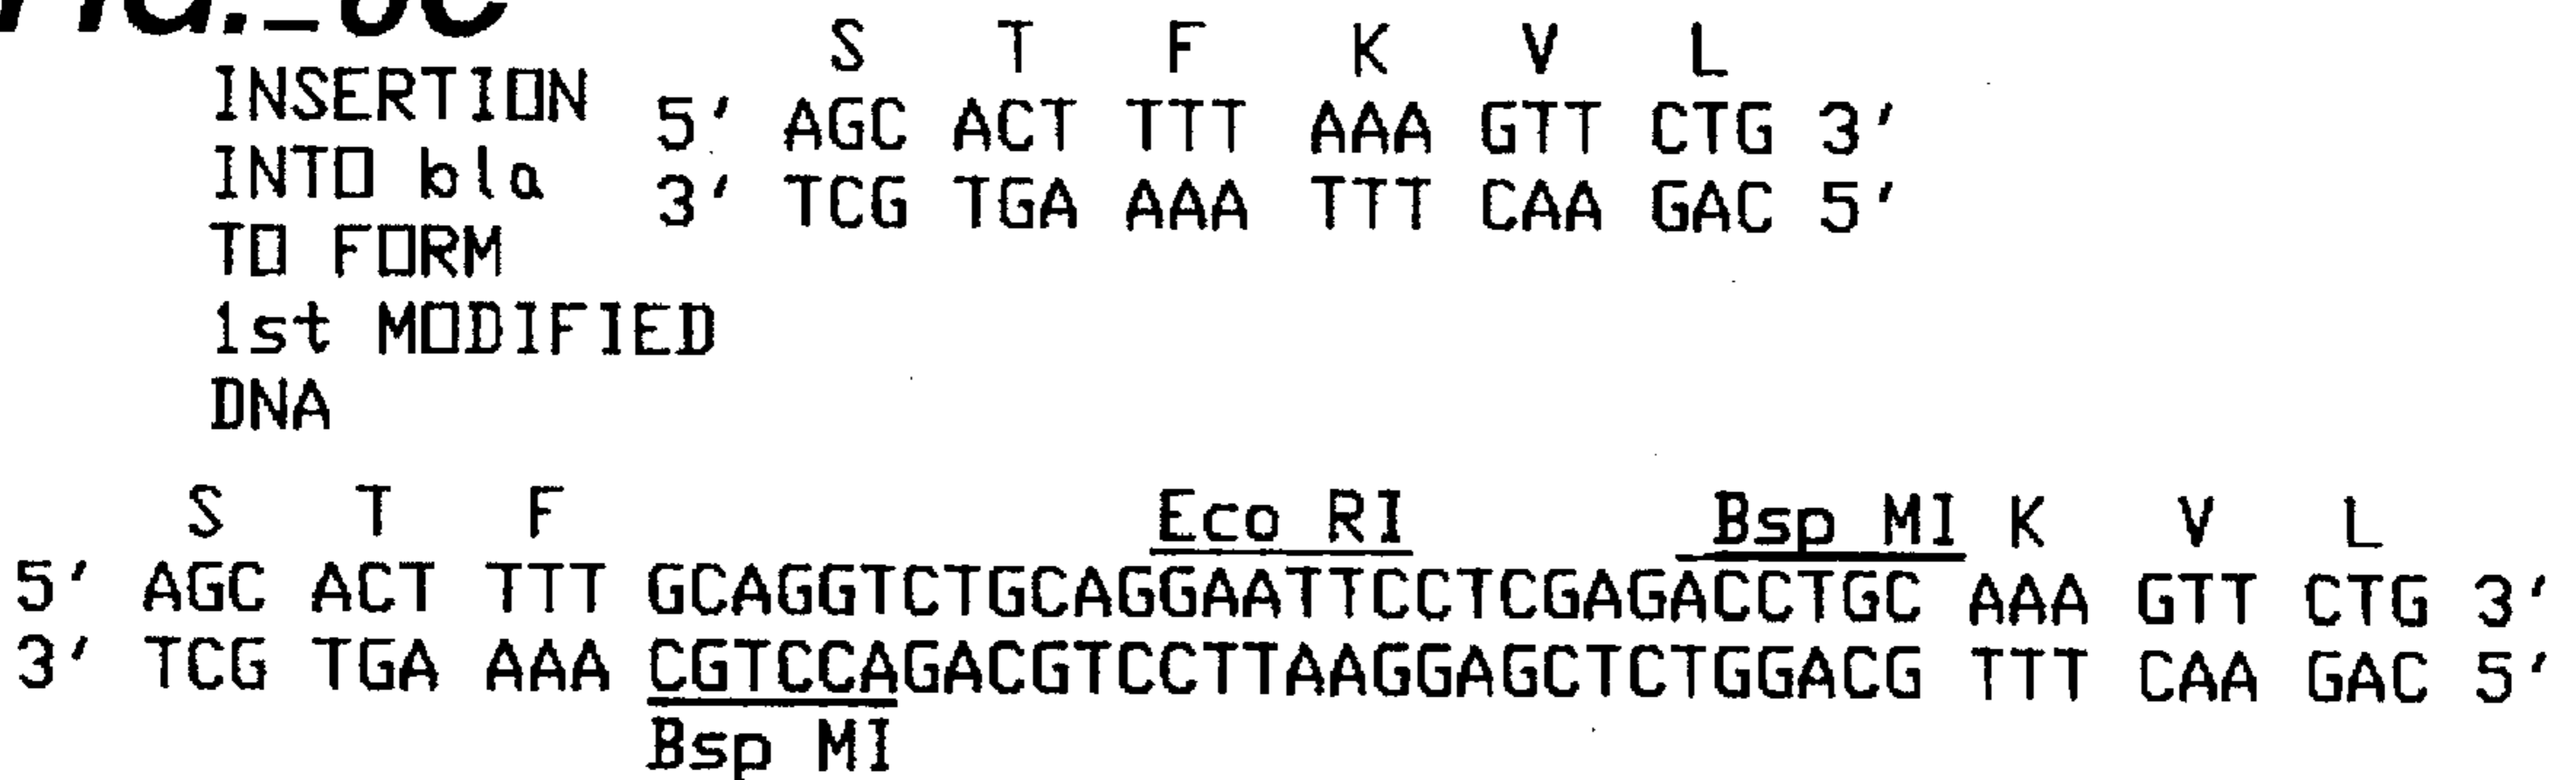 FIG._6C
S T F K V L
INSERTION
INTO bla
TO FORM
1st MODIFIED
DNA
5' AGC ACT TTT AAA GTT CTG 3'
3' TCG TGA AAA TTT CAA GAC 5'
S T F Eco RI Bsp MI K V L
5' AGC ACT TTT GCAGGTCTGCAGGAATTCCTCGAGACCTGC AAA GTT CTG 3'
3' TCG TGA AAA CGTCCAGACGTCCTTAAGGAGCTCTGGACG TTT CAA GAC 5'
Bsp MI